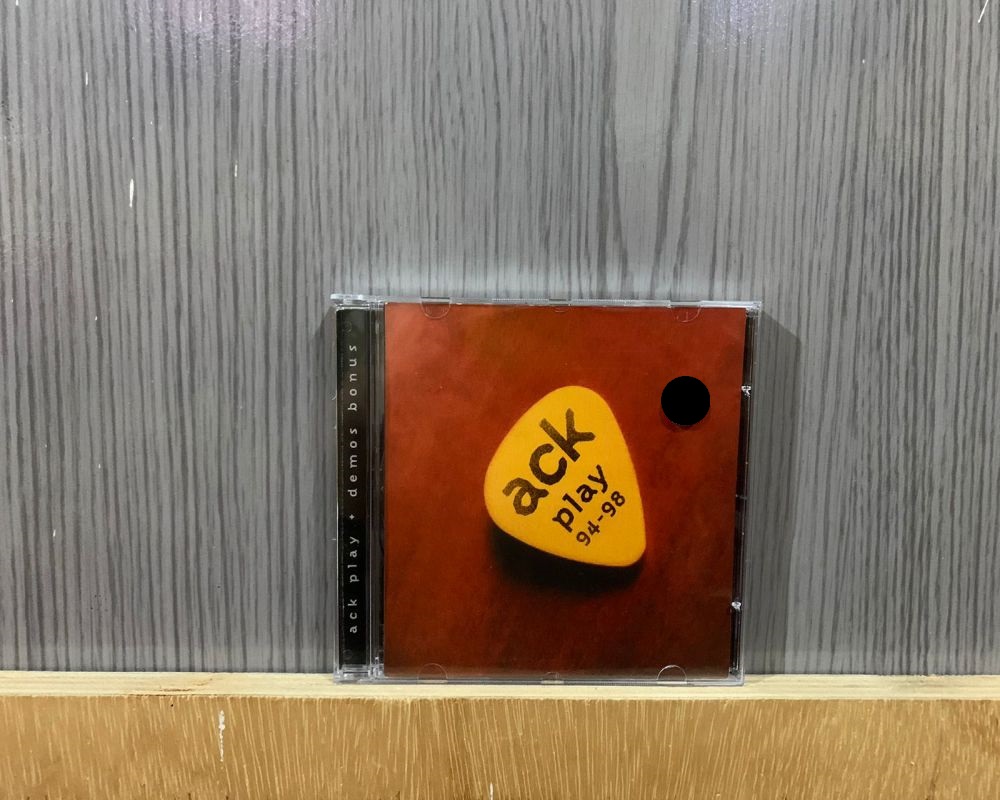 ack play + demos bonus
ack
play
94-98